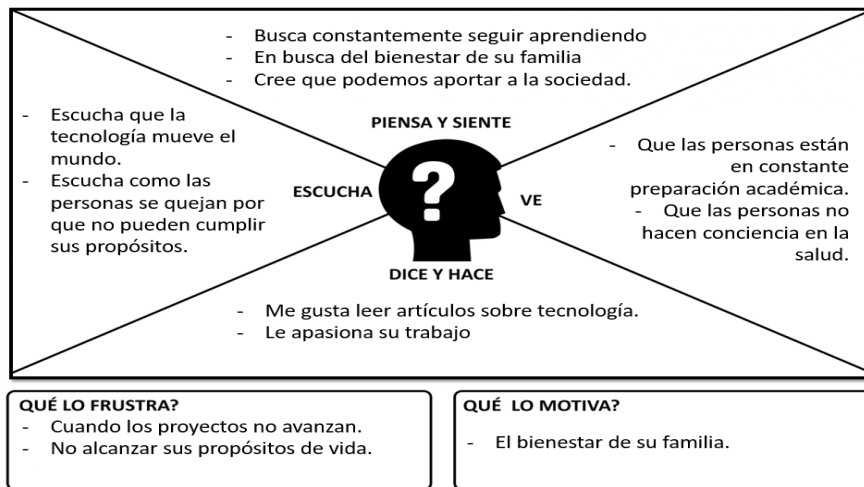 - Busca constantemente seguir aprendiendo
- En busca del bienestar de su familia
- Cree que podemos aportar a la sociedad.
PIENSA Y SIENTE
- Escucha que la
tecnología mueve el
mundo.
- Escucha como las
personas se quejan por
que no pueden cumplir
sus propósitos.
ESCUCHA
?
VE
- Que las personas están
en constante
preparación académica.
- Que las personas no
hacen conciencia en la
salud.
DICE Y HACE
- Me gusta leer artículos sobre tecnología.
- Le apasiona su trabajo
QUÉ LO FRUSTRA?
- Cuando los proyectos no avanzan.
- No alcanzar sus propósitos de vida.
QUÉ LO MOTIVA?
- El bienestar de su familia.